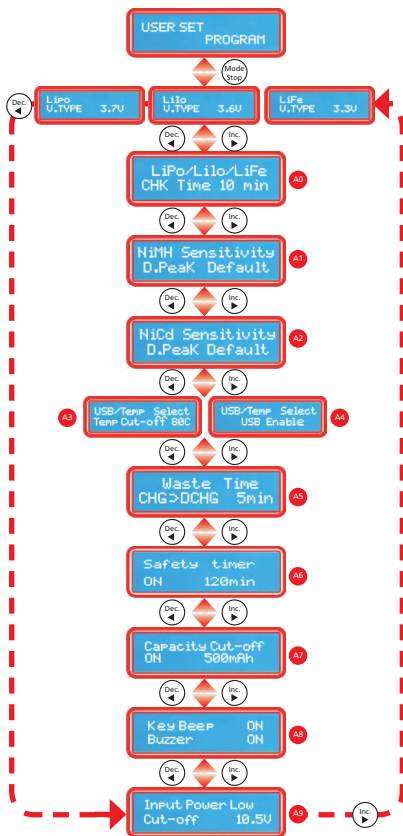 USER SET
PROGRAM
Mode
Stop
Dec.
Lipo
V.TYPE 3.7V
LiIo
V.TYPE 3.6V
LiFe
V.TYPE 3.3V
Dec.
Inc.
LiPo/LiIo/LiFe
CHK Time 10 min
A0
Dec.
Inc.
NiMH Sensitivity
D.PeaK Default
A1
Dec.
Inc.
NiCd Sensitivity
D.PeaK Default
A2
Dec.
Inc.
A3
USB/Temp Select
Temp Cut-off 80C
USB/Temp Select
USB Enable
A4
Dec.
Inc.
Waste Time
CHG>DCHG 5min
A5
Dec.
Inc.
Safety timer
ON 120min
A6
Dec.
Inc.
Capacity Cut-off
ON 500mAh
A7
Dec.
Inc.
Key Beep ON
Buzzer ON
A8
Dec.
Inc.
Input Power Low
Cut-off 10.5V
A9
Inc.